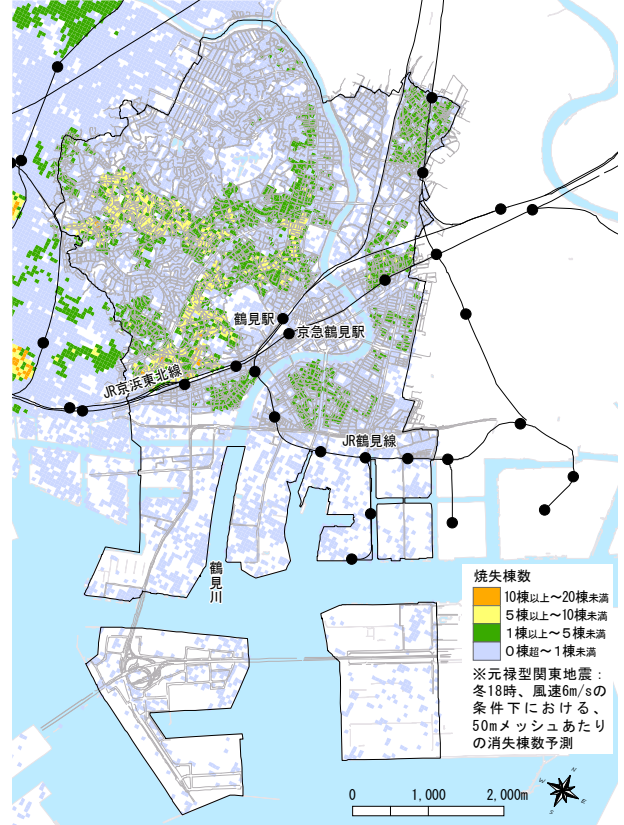 鶴見駅
京急鶴見駅
JR京浜東北線
JR鶴見線
鶴見川
焼失棟数
10棟以上～20棟未満
5棟以上～10棟未満
1棟以上～5棟未満
0棟超～1棟未満
※元禄型関東地震：
冬18時、風速6m/sの
条件下における、
50mメッシュあたり
の消失棟数予測
0 1,000 2,000m
N
W
E
S